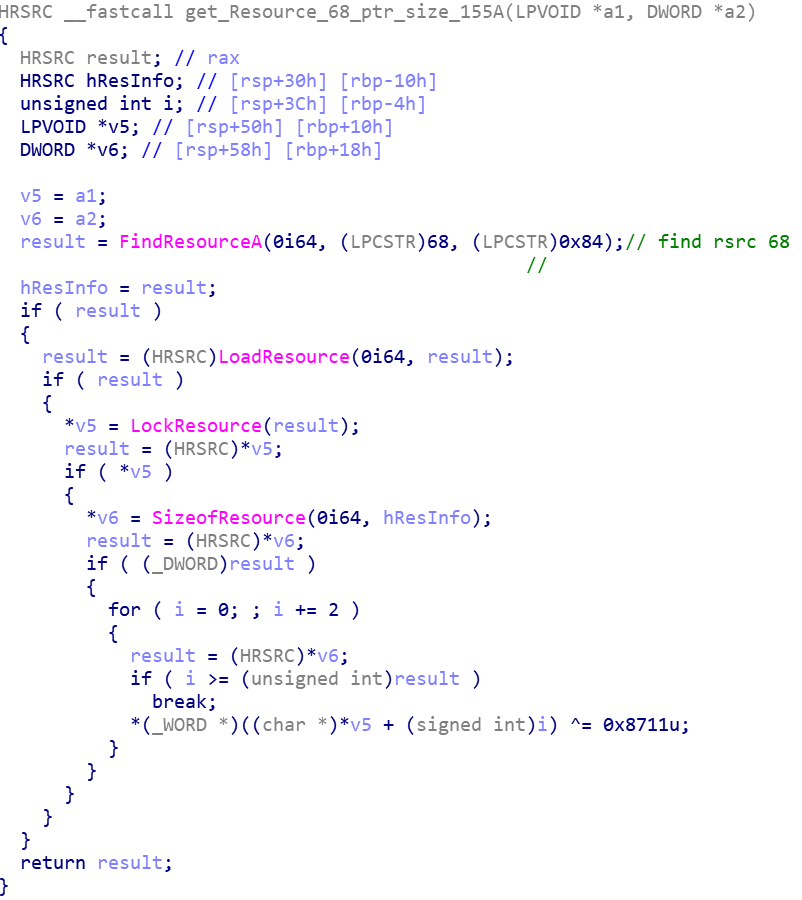 HRSRC __fastcall get_Resource_68_ptr_size_155A(LPVOID *a1, DWORD *a2)
{
  HRSRC result; // rax
  HRSRC hResInfo; // [rsp+30h] [rbp-10h]
  unsigned int i; // [rsp+3Ch] [rbp-4h]
  LPVOID *v5; // [rsp+50h] [rbp+10h]
  DWORD *v6; // [rsp+58h] [rbp+18h]

  v5 = a1;
  v6 = a2;
  result = FindResourceA(0i64, (LPCSTR)68, (LPCSTR)0x84);// find rsrc 68
                                              //
  hResInfo = result;
  if ( result )
  {
    result = (HRSRC)LoadResource(0i64, result);
    if ( result )
    {
      *v5 = LockResource(result);
      result = (HRSRC)*v5;
      if ( *v5 )
      {
        *v6 = SizeofResource(0i64, hResInfo);
        result = (HRSRC)*v6;
        if ( (_DWORD)result )
        {
          for ( i = 0; ; i += 2 )
          {
            result = (HRSRC)*v6;
            if ( i >= (unsigned int)result )
              break;
            *(_WORD *)((char *)*v5 + (signed int)i) ^= 0x8711u;
          }
        }
      }
    }
  }
  return result;
}